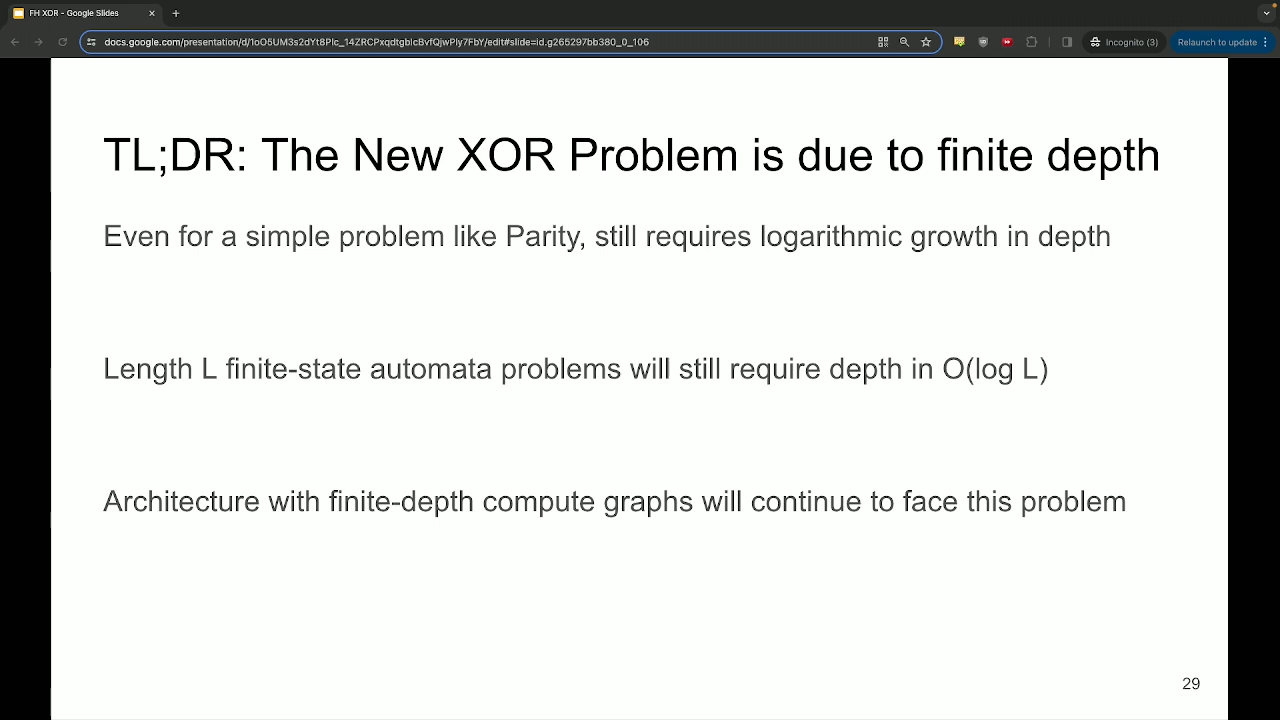 FH XOR - Google Slides
docs.google.com/presentation/d/1oO5UM3s2dYt8Plc_14ZRCPxqdtgblcBvfQjwPly7FbY/edit#slide=id.g265297bb380_0_106
Incognito (3)
Relaunch to update
TL;DR: The New XOR Problem is due to finite depth
Even for a simple problem like Parity, still requires logarithmic growth in depth
Length L finite-state automata problems will still require depth in O(log L)
Architecture with finite-depth compute graphs will continue to face this problem
29